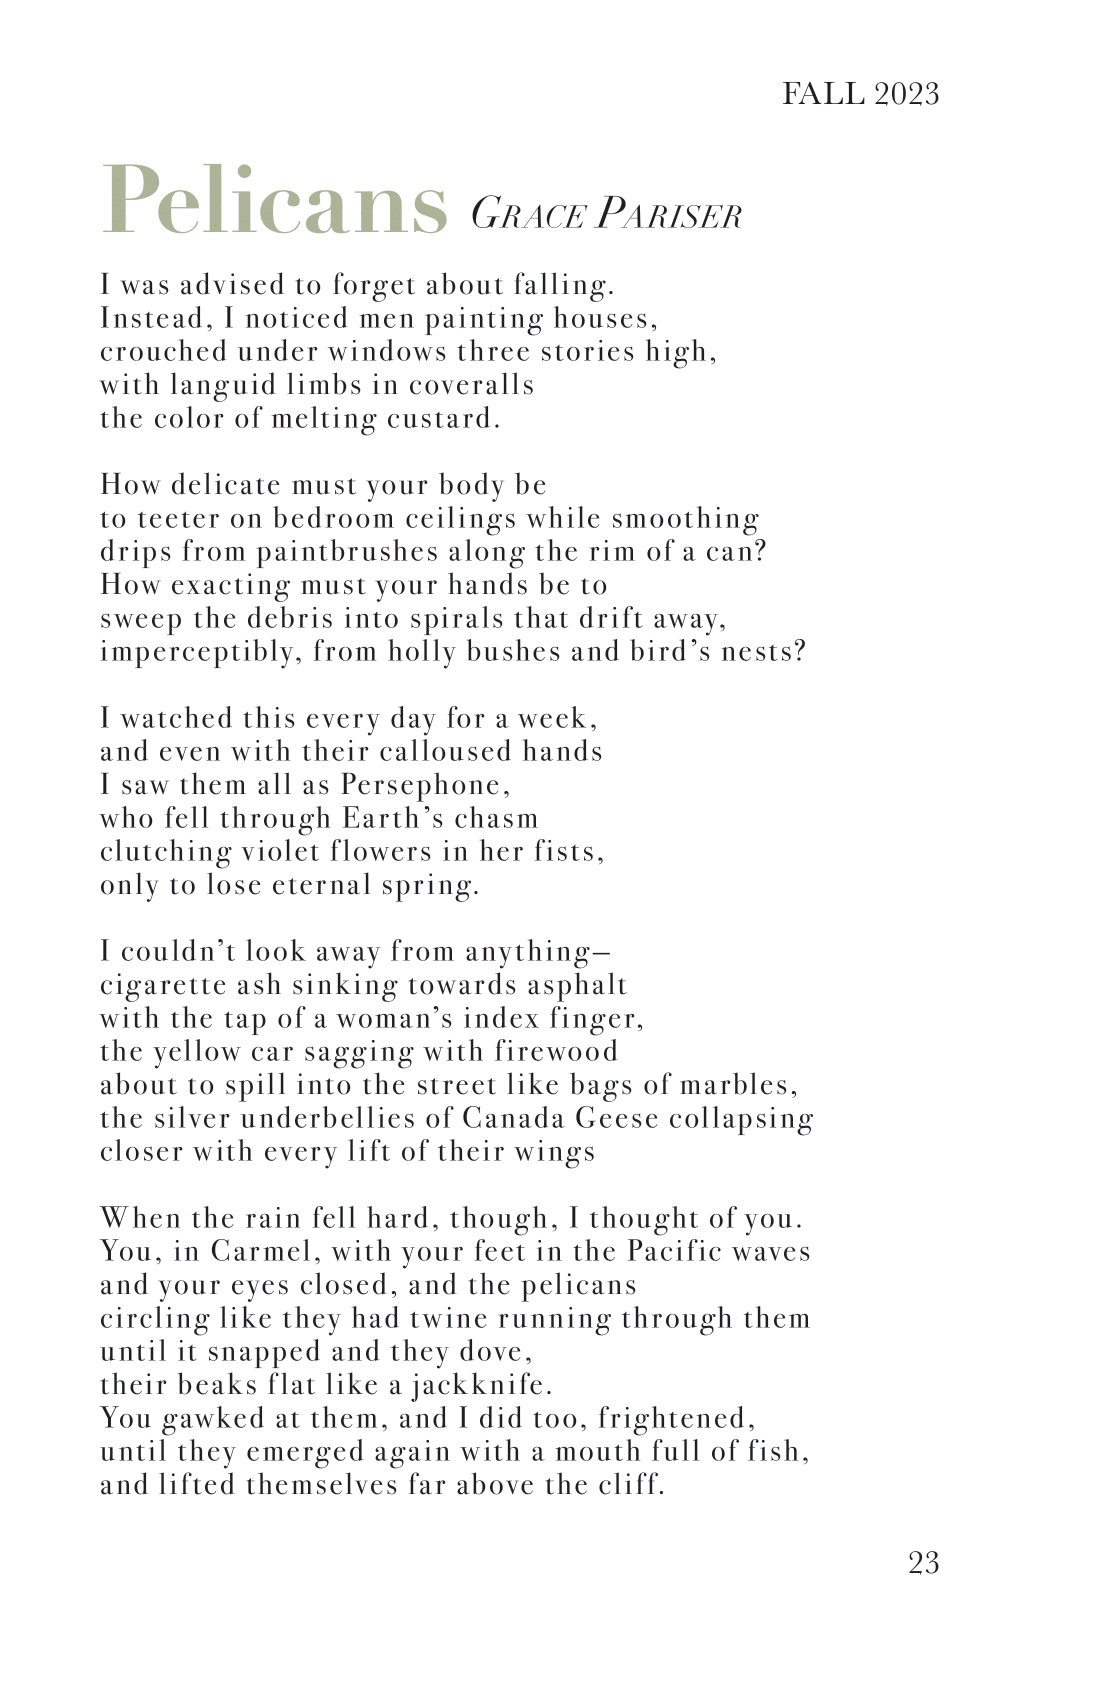 FALL 2023
Pelicans GRACE PARISER
I was advised to forget about falling.
Instead, I noticed men painting houses,
crouched under windows three stories high,
with languid limbs in coveralls
the color of melting custard.
How delicate must your body be
to teeter on bedroom ceilings while smoothing
drips from paintbrushes along the rim of a can?
How exacting must your hands be to
sweep the debris into spirals that drift away,
imperceptibly, from holly bushes and bird’s nests?
I watched this every day for a week,
and even with their calloused hands
I saw them all as Persephone,
who fell through Earth’s chasm
clutching violet flowers in her fists,
only to lose eternal spring.
I couldn’t look away from anything–
cigarette ash sinking towards asphalt
with the tap of a woman’s index finger,
the yellow car sagging with firewood
about to spill into the street like bags of marbles,
the silver underbellies of Canada Geese collapsing
closer with every lift of their wings
When the rain fell hard, though, I thought of you.
You, in Carmel, with your feet in the Pacific waves
and your eyes closed, and the pelicans
circling like they had twine running through them
until it snapped and they dove,
their beaks flat like a jackknife.
You gawked at them, and I did too, frightened,
until they emerged again with a mouth full of fish,
and lifted themselves far above the cliff.
23